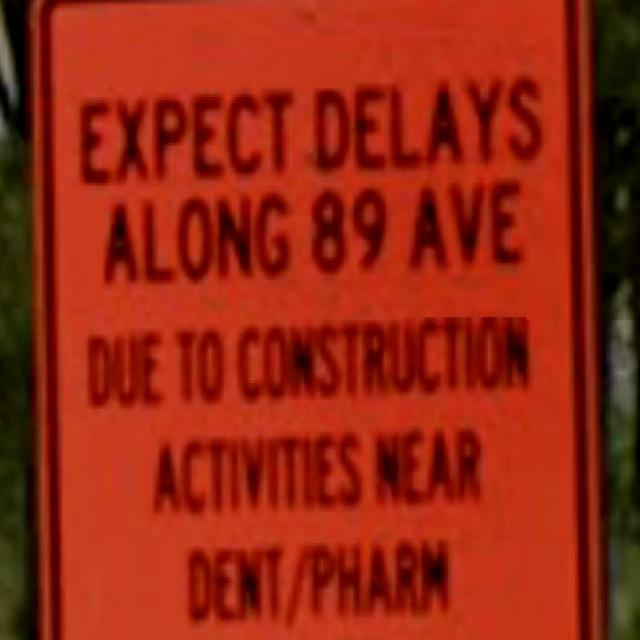 EXPECT DELAYS
ALONG 89 AVE
DUE TO CONSTRUCTION
ACTIVITIES NEAR
DENT/PHARM